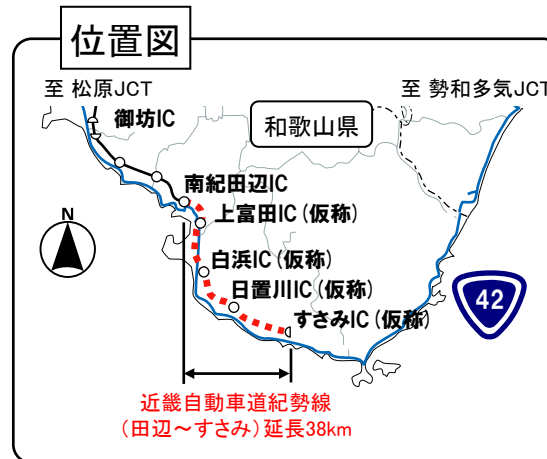 位置図
至 松原JCT
至 勢和多気JCT
御坊IC
和歌山県
南紀田辺IC
上富田IC(仮称)
N
白浜IC(仮称)
日置川IC(仮称)
42
すさみIC(仮称)
近畿自動車道紀勢線
(田辺～すさみ)延長38km